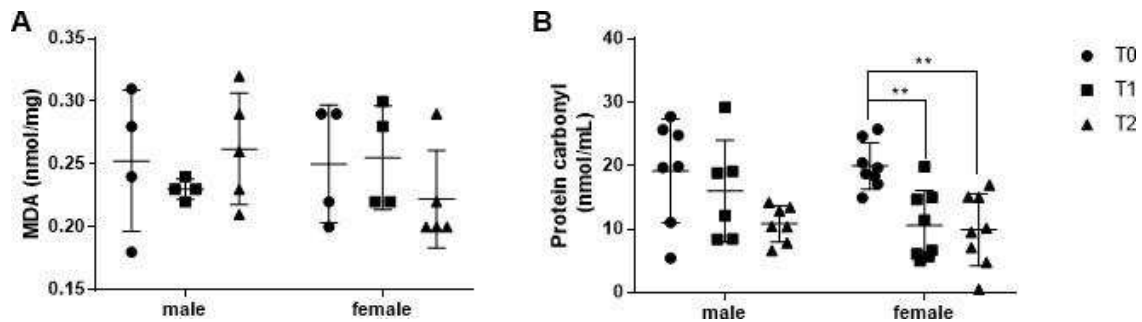 A
MDA (nmol/mg)
0.35
0.30
0.25
0.20
0.15
male
female
B
Protein carbonyl
(nmol/mL)
40
30
20
10
0
**
**
male
female
T0
T1
T2